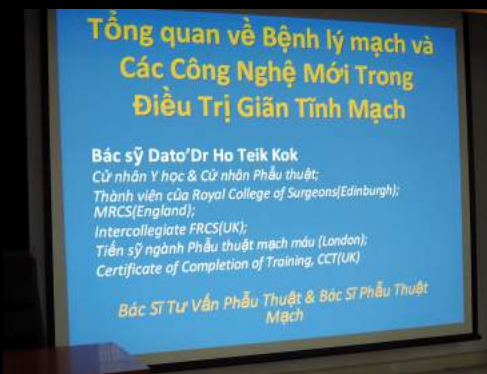 Tổng quan về Bệnh lý mạch và
Các Công Nghệ Mới Trong
Điều Trị Giãn Tĩnh Mạch
Bác sỹ Dato'Dr Ho Teik Kok
Cử nhân Y học & Cử nhân Phẫu thuật;
Thành viên của Royal College of Surgeons(Edinburgh);
MRCS(England);
Intercollegiate FRCS(UK);
Tiến sỹ ngành Phẫu thuật mạch máu (London);
Certificate of Completion of Training, CCT(UK)
Bác Sĩ Tư Vấn Phẫu Thuật & Bác Sĩ Phẫu Thuật
Mạch